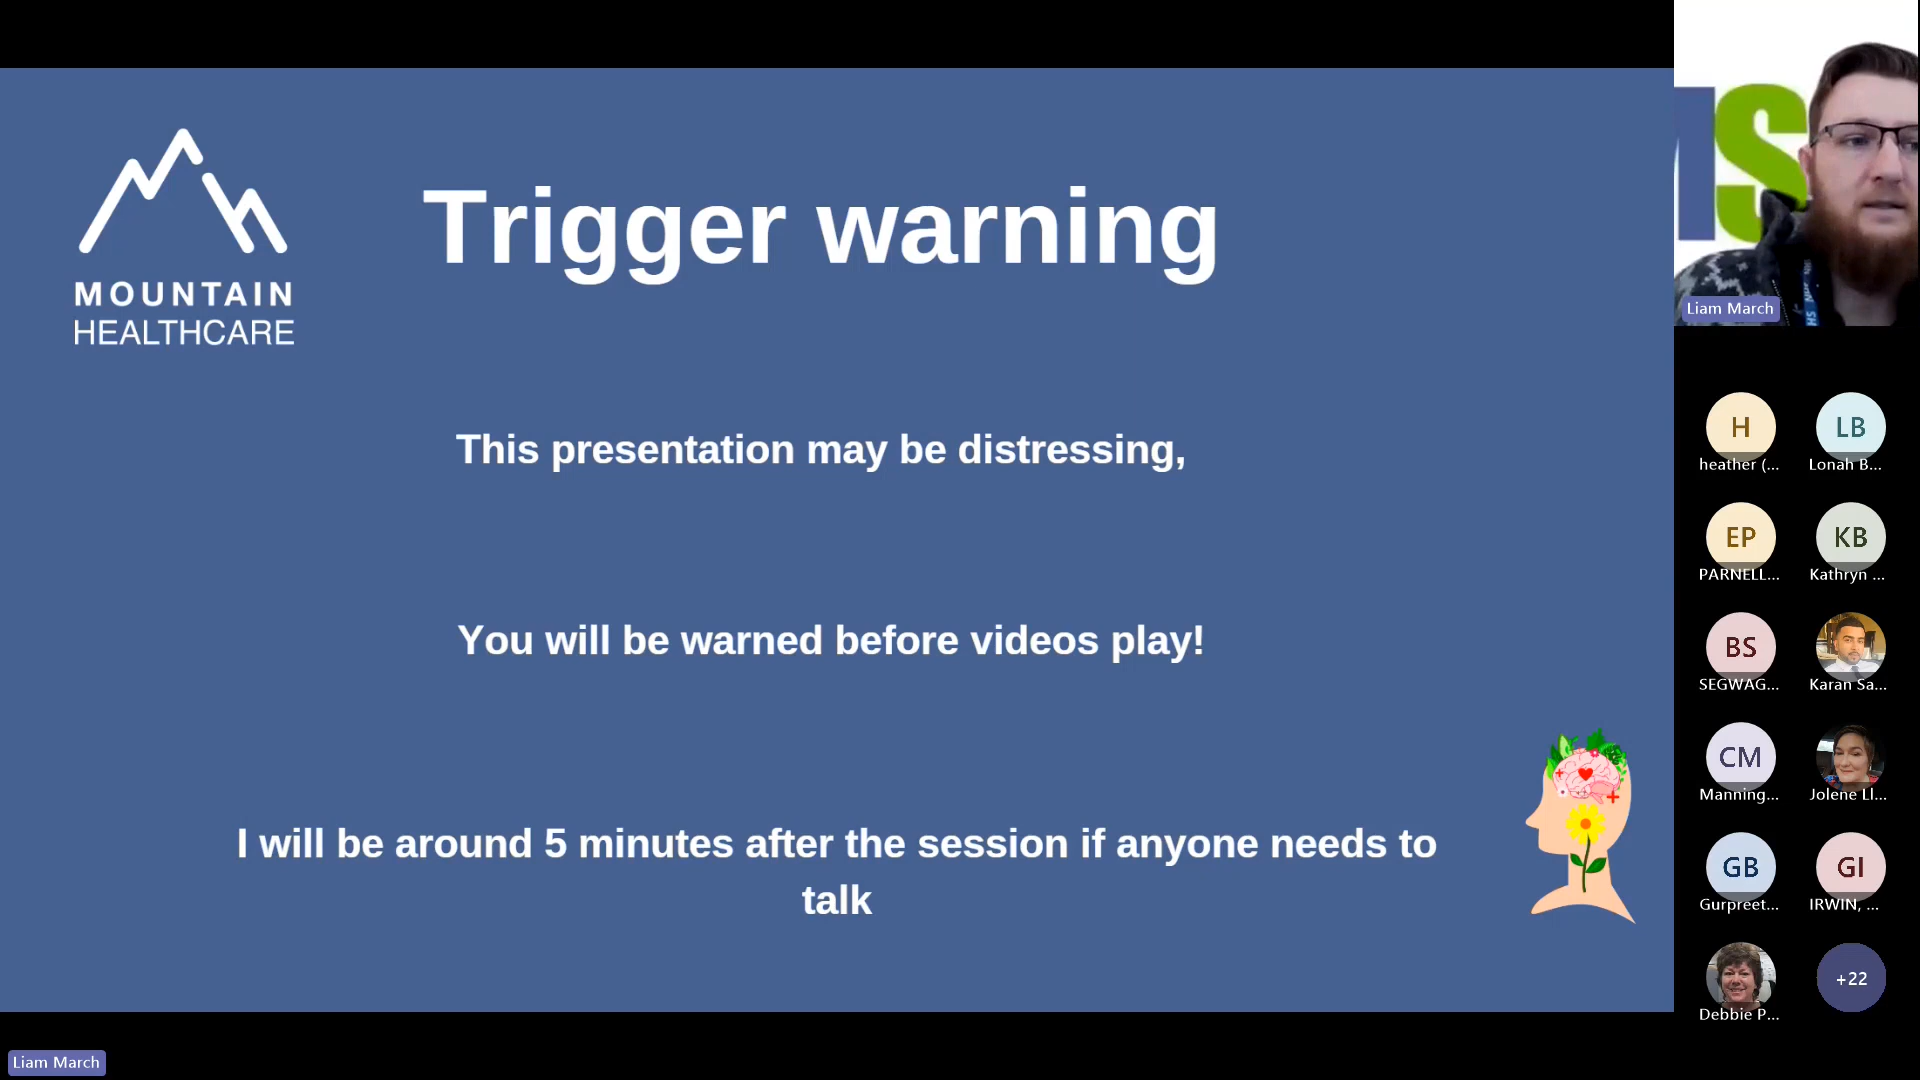 MOUNTAIN
HEALTHCARE
Trigger warning
This presentation may be distressing,
You will be warned before videos play!
I will be around 5 minutes after the session if anyone needs to
talk
S
Liam March
H
heather (...
LB
Lonah B...
EP
PARNELL...
KB
Kathryn ...
BS
SEGWAG...
Karan Sa...
CM
Manning...
Jolene Ll...
GB
Gurpreet...
GI
IRWIN, ...
Debbie P...
+22
Liam March